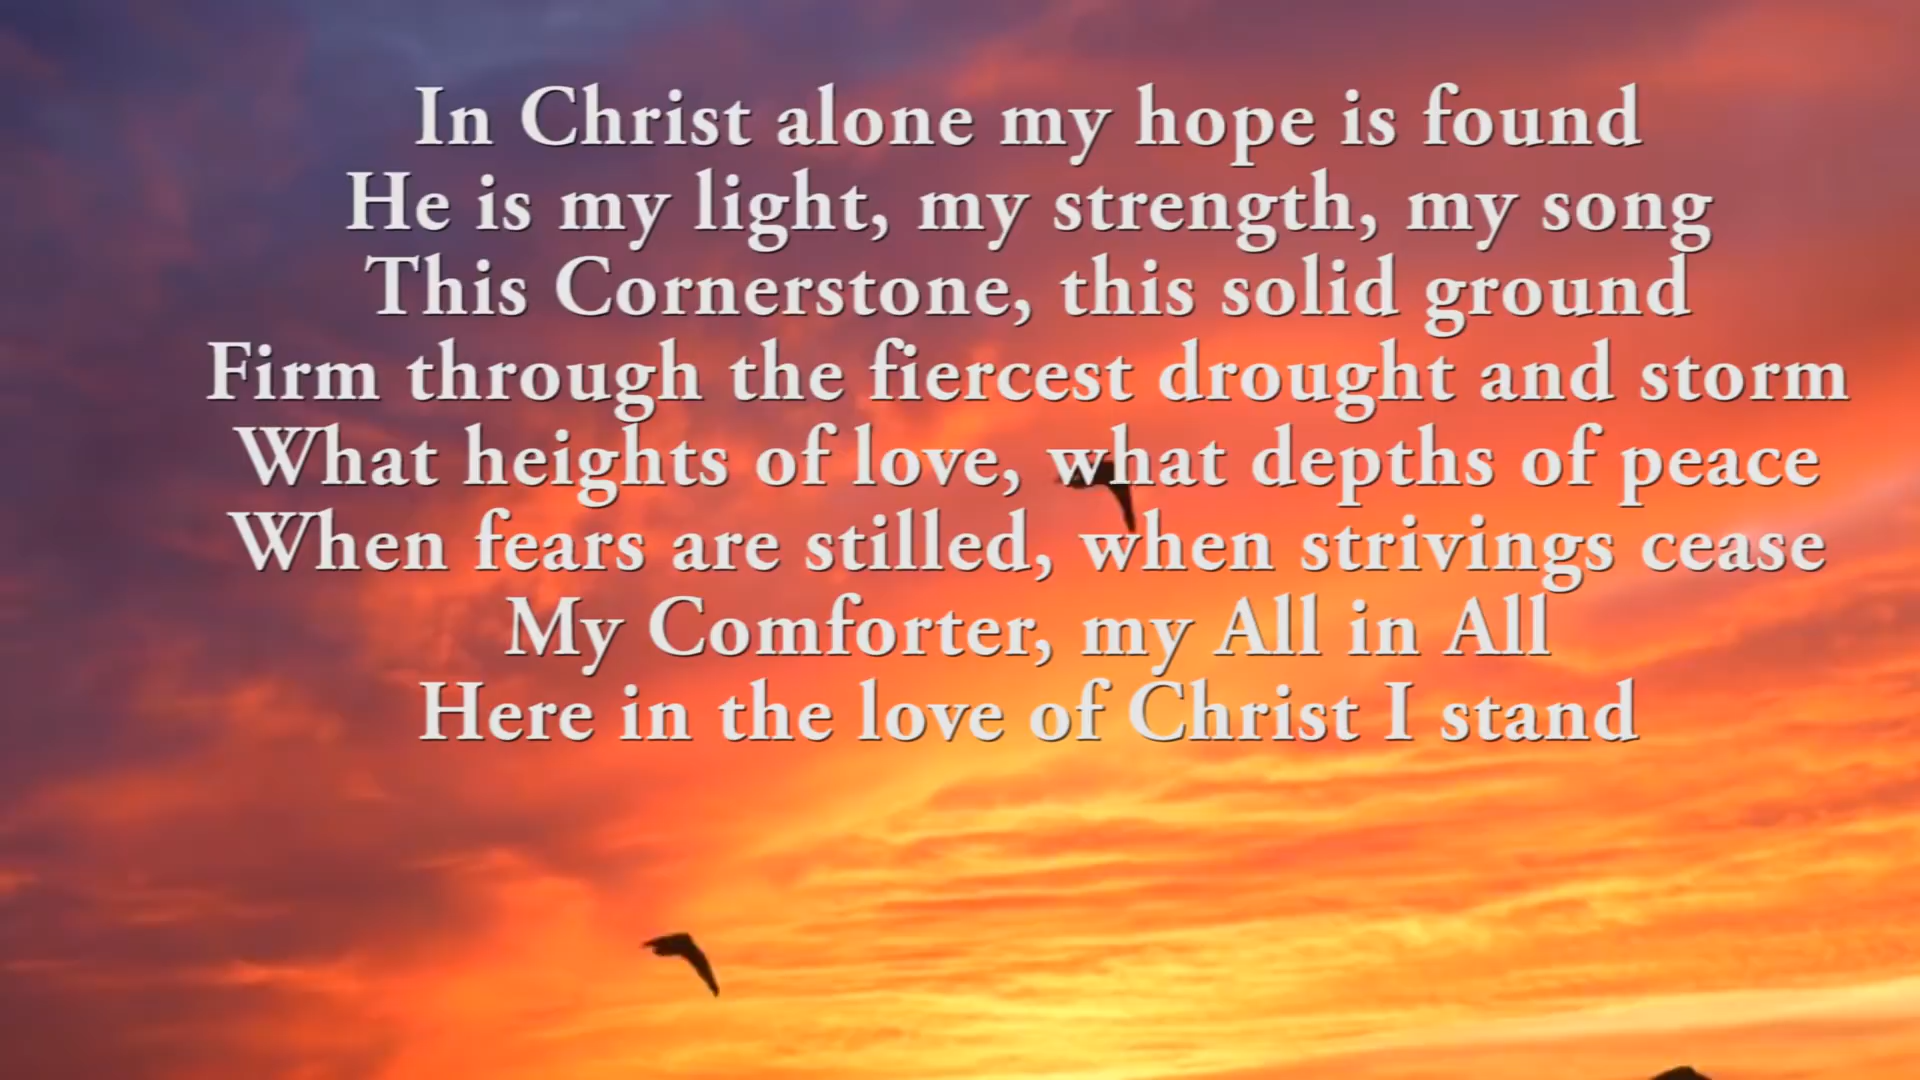 In Christ alone my hope is found
He is my light, my strength, my song
This Cornerstone, this solid ground
Firm through the fiercest drought and storm
What heights of love, what depths of peace
When fears are stilled, when strivings cease
My Comforter, my All in All
Here in the love of Christ I stand